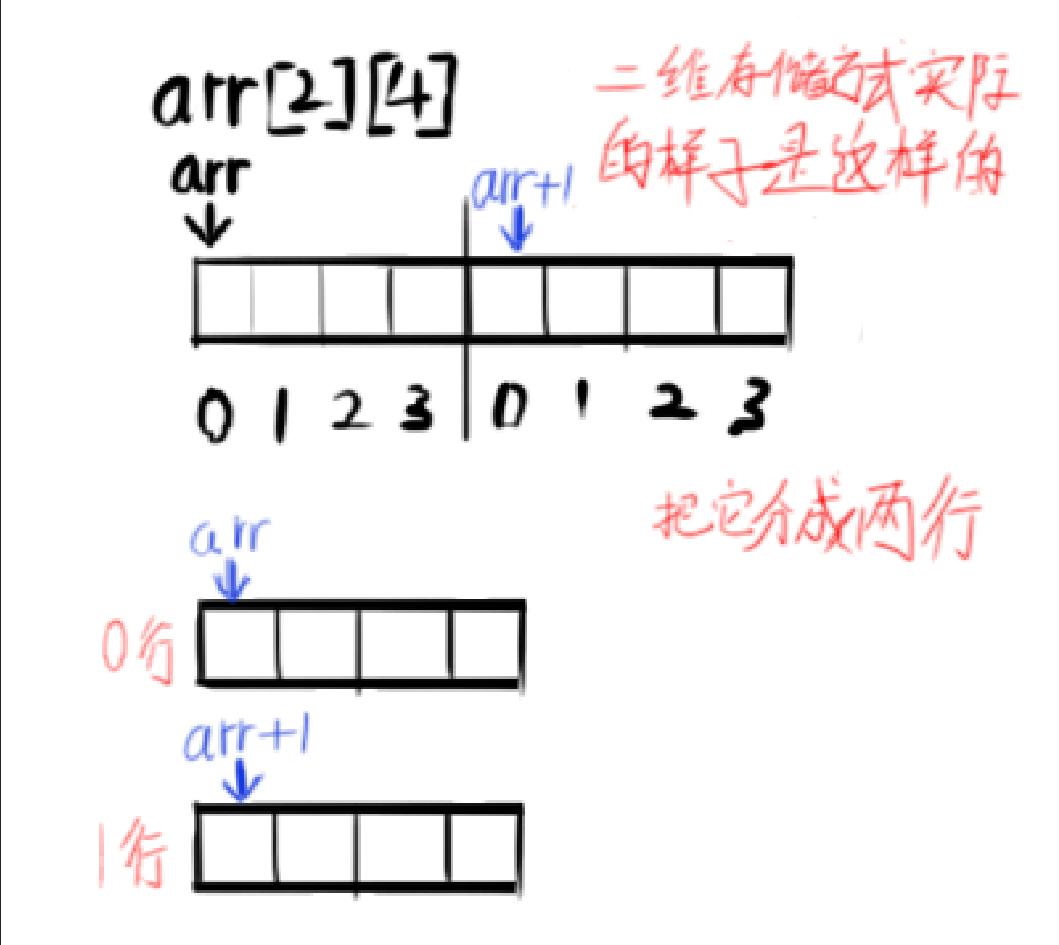 arr[2][4]
二维存储方式实际
的样子是这样的
arr
arr+1
0 1 2 3 0 1 2 3
把它分成两行
arr
0行
arr+1
1行